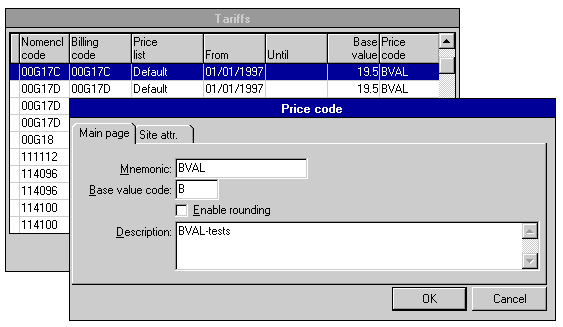 Tariffs
Nomencl Billing Price Base Price
code code list From Until value code
00G17C 00G17C Default 01/01/1997 19.5 BVAL
00G17D 00G17D Default 01/01/1997 19.5 BVAL
00G17D
00G17D
00G18
111112
114096
114096
114100
114100
Price code
Main page Site attr.
Mnemonic: BVAL
Base value code: B
Enable rounding
Description: BVAL-tests
OK Cancel